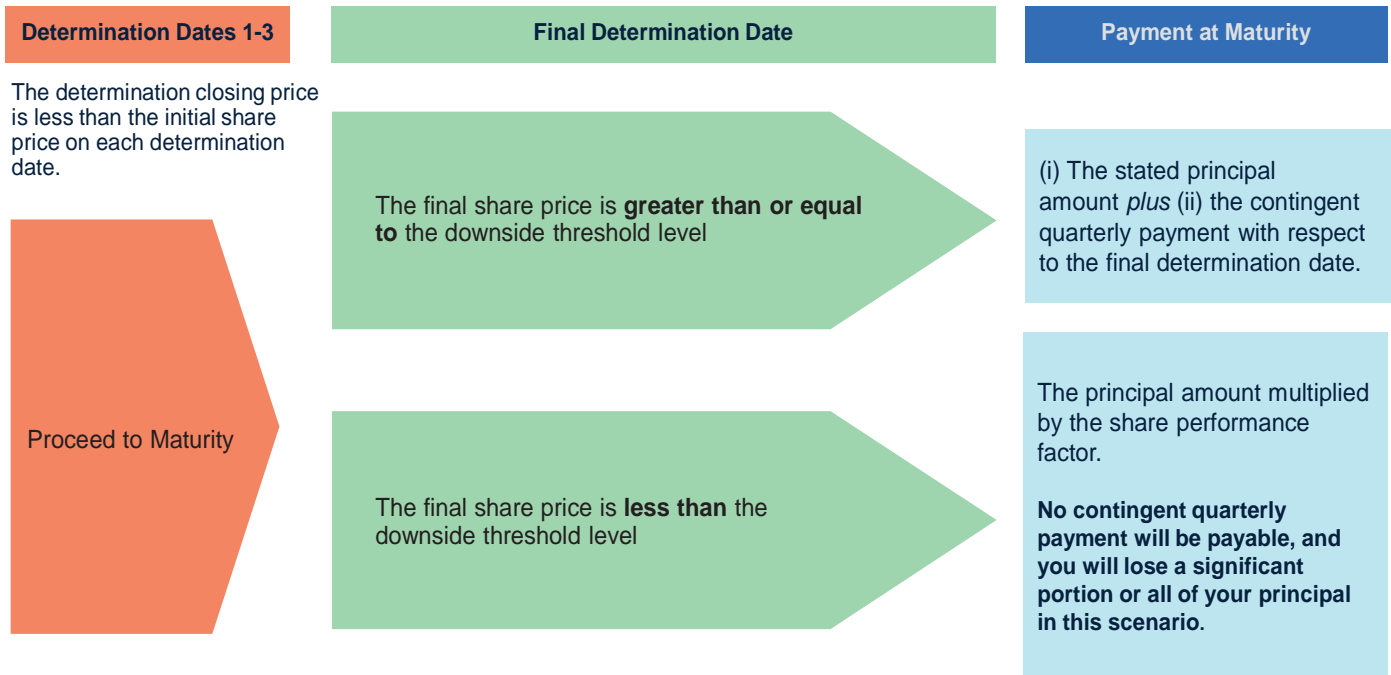 Determination Dates 1-3
Final Determination Date
Payment at Maturity
The determination closing price
is less than the initial share
price on each determination
date.
Proceed to Maturity
The final share price is greater than or equal
to the downside threshold level
(i) The stated principal
amount plus (ii) the contingent
quarterly payment with respect
to the final determination date.
The final share price is less than the
downside threshold level
The principal amount multiplied
by the share performance
factor.
No contingent quarterly
payment will be payable, and
you will lose a significant
portion or all of your principal
in this scenario.